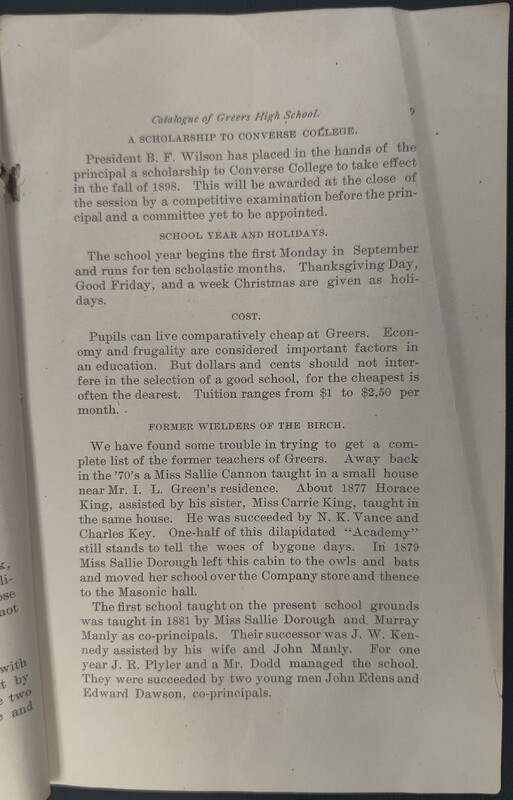 Catalogue of Greers High School. 9
A SCHOLARSHIP TO CONVERSE COLLEGE.
President B. F. Wilson has placed in the hands of the
principal a scholarship to Converse College to take effect
in the fall of 1898. This will be awarded at the close of
the session by a competitive examination before the prin-
cipal and a committee yet to be appointed.
SCHOOL YEAR AND HOLIDAYS.
The school year begins the first Monday in September
and runs for ten scholastic months. Thanksgiving Day,
Good Friday, and a week Christmas are given as holi-
days.
COST.
Pupils can live comparatively cheap at Greers. Econ-
omy and frugality are considered important factors in
an education. But dollars and cents should not inter-
fere in the selection of a good school, for the cheapest is
often the dearest. Tuition ranges from $1 to $2,50 per
month.
FORMER WIELDERS OF THE BIRCH.
We have found some trouble in trying to get a com-
plete list of the former teachers of Greers. Away back
in the '70's a Miss Sallie Cannon taught in a small house
near Mr. I. L. Green's residence. About 1877 Horace
King, assisted by his sister, Miss Carrie King, taught in
the same house. He was succeeded by N. K. Vance and
Charles Key. One-half of this dilapidated "Academy"
still stands to tell the woes of bygone days. In 1879
Miss Sallie Dorough left this cabin to the owls and bats
and moved her school over the Company store and thence
to the Masonic hall.
The first school taught on the present school grounds
was taught in 1881 by Miss Sallie Dorough and Murray
Manly as co-principals. Their successor was J. W. Ken-
nedy assisted by his wife and John Manly. For one
year J. R. Plyler and a Mr. Dodd managed the school.
They were succeeded by two young men John Edens and
Edward Dawson, co-principals.
li-
ose
not
with
t by
two
and